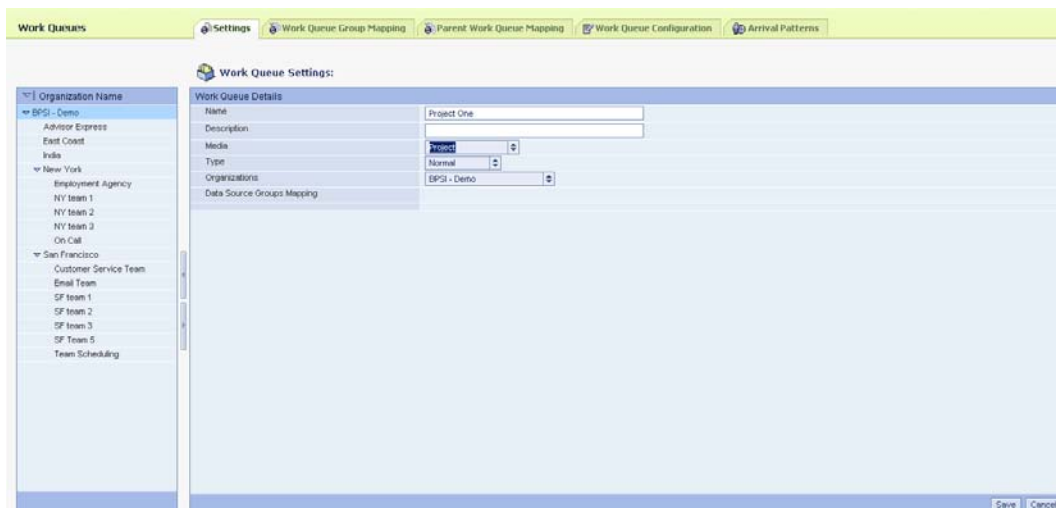 Work Queues
Settings
Work Queue Group Mapping
Parent Work Queue Mapping
Work Queue Configuration
Arrival Patterns
Work Queue Settings:
Organization Name
BPSI - Demo
Advisor Express
East Coast
India
New York
Employment Agency
NY team 1
NY team 2
NY team 3
On Call
San Francisco
Customer Service Team
Email Team
SF team 1
SF team 2
SF team 3
SF Team 5
Team Scheduling
Work Queue Details
Name Project One
Description
Media Project
Type Normal
Organizations BPSI - Demo
Data Source Groups Mapping
Save Cancel